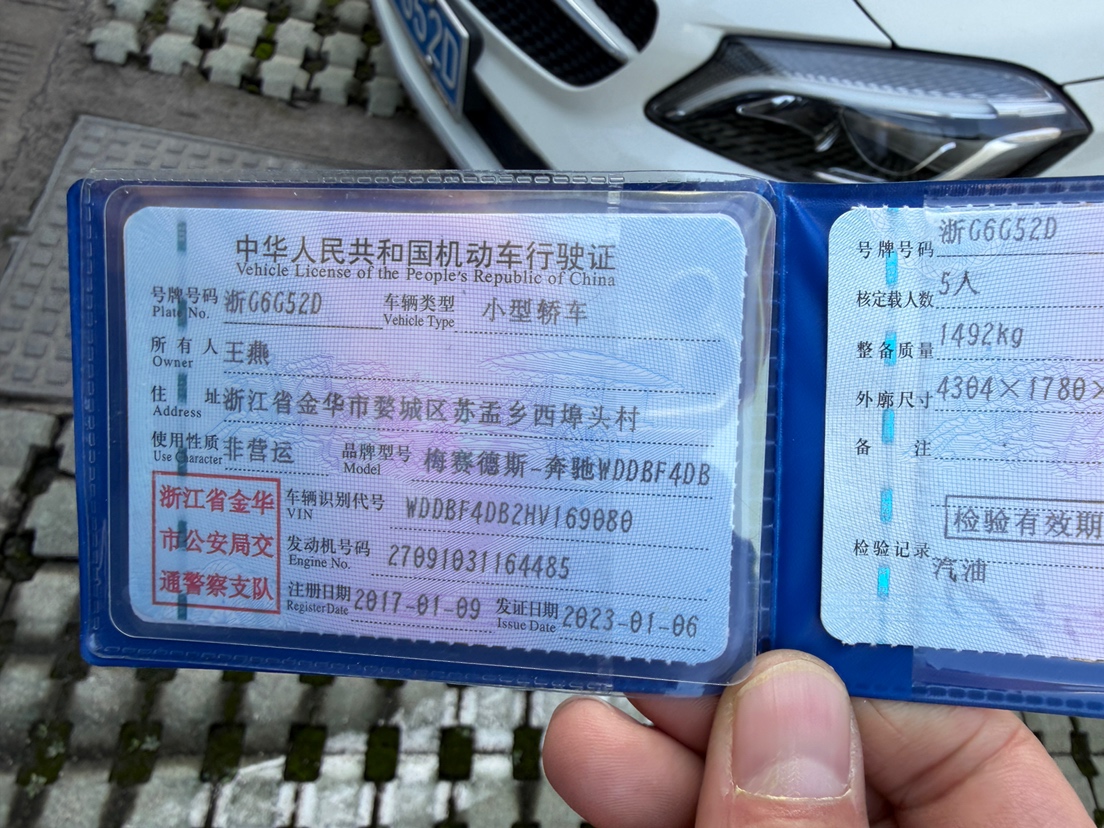 G52D
中华人民共和国机动车行驶证
Vehicle License of the People's Republic of China
号牌号码 浙G6G52D 车辆类型 小型轿车
Plate No. Vehicle Type
所有人 王燕
Owner
住址 浙江省金华市婺城区苏孟乡西埠头村
Address
使用性质 非营运 品牌型号 梅赛德斯-奔驰WDDBF4DB
Use Character Model
浙江省金华
市公安局交
通警察支队
车辆识别代号 WDDBF4DB2HV169080
VIN
发动机号码 27091031164485
Engine No.
注册日期 2017-01-09 发证日期 2023-01-06
Register Date Issue Date
号牌号码 浙G6G52D
核定载人数 5人
整备质量 1492kg
外廓尺寸 4304×1780×
备注
检验有效期
检验记录
汽油